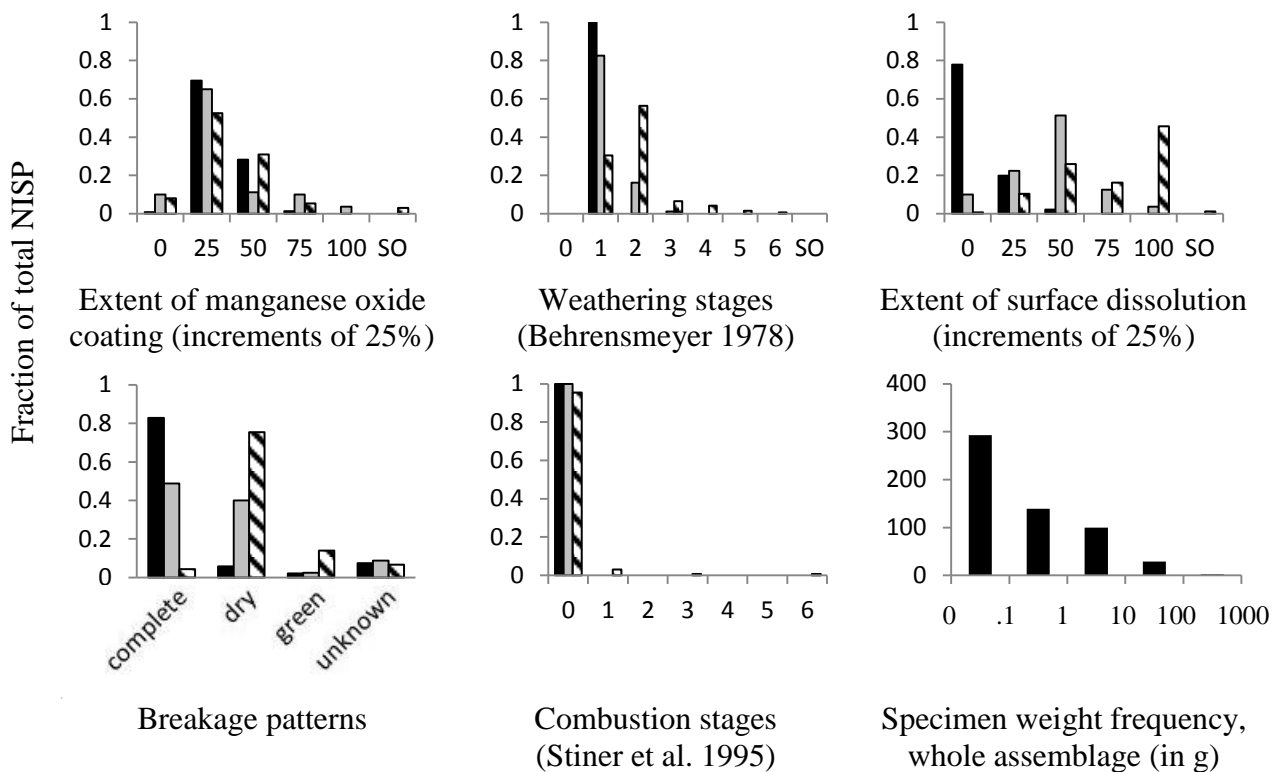 Fraction of total NISP
1
0.8
0.6
0.4
0.2
0
0 25 50 75 100 SO
Extent of manganese oxide
coating (increments of 25%)
1
0.8
0.6
0.4
0.2
0
0 1 2 3 4 5 6 SO
Weathering stages
(Behrensmeyer 1978)
1
0.8
0.6
0.4
0.2
0
0 25 50 75 100 SO
Extent of surface dissolution
(increments of 25%)
1
0.8
0.6
0.4
0.2
0
complete
dry
green
unknown
Breakage patterns
1
0.8
0.6
0.4
0.2
0
0 1 2 3 4 5 6
Combustion stages
(Stiner et al. 1995)
400
300
200
100
0
0 .1 1 10 100 1000
Specimen weight frequency,
whole assemblage (in g)